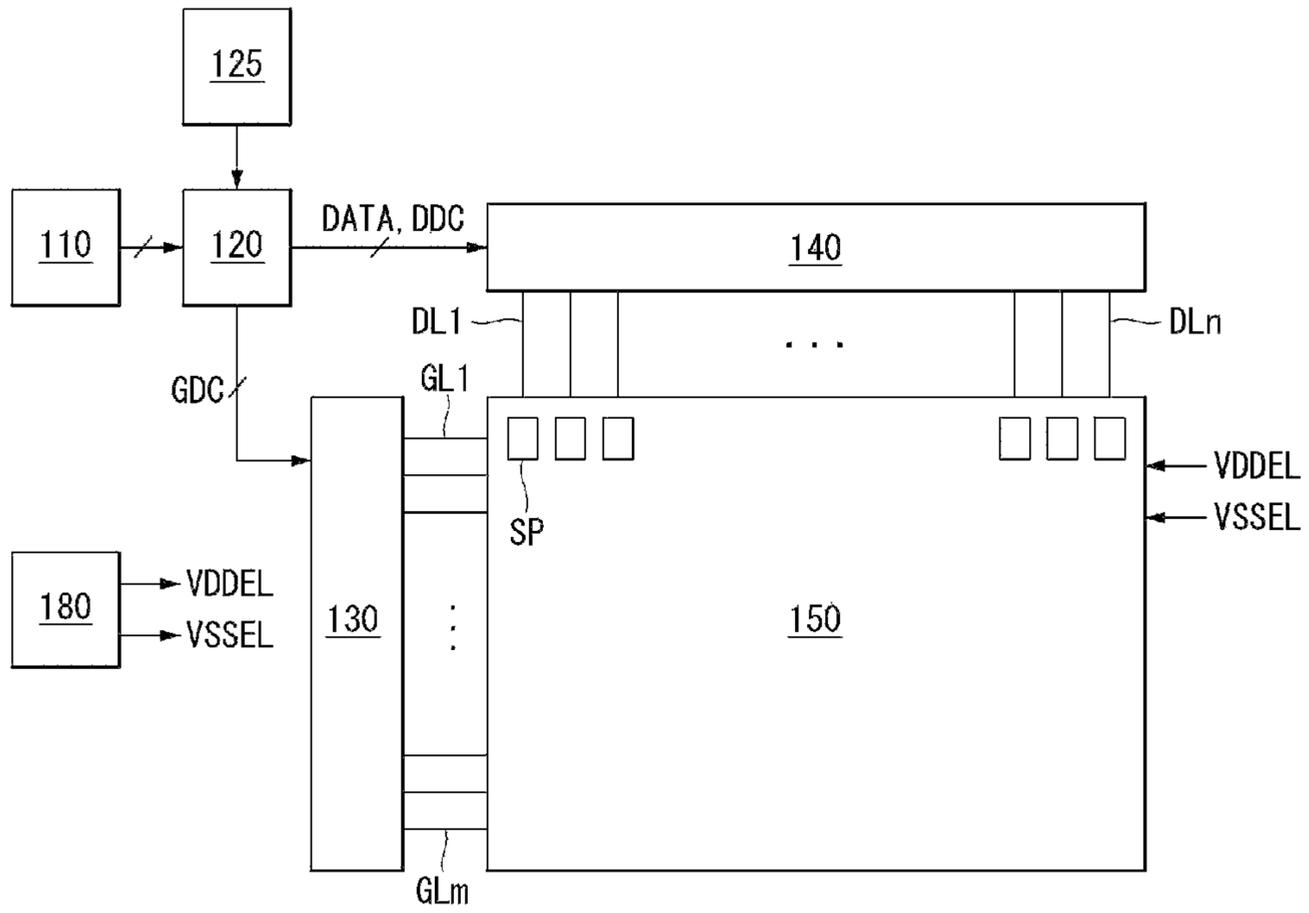 125
110
120
DATA, DDC
140
DL1
. . .
DLn
GDC
GL1
SP
VDDEL
VSSEL
180
VDDEL
VSSEL
130
150
GLm